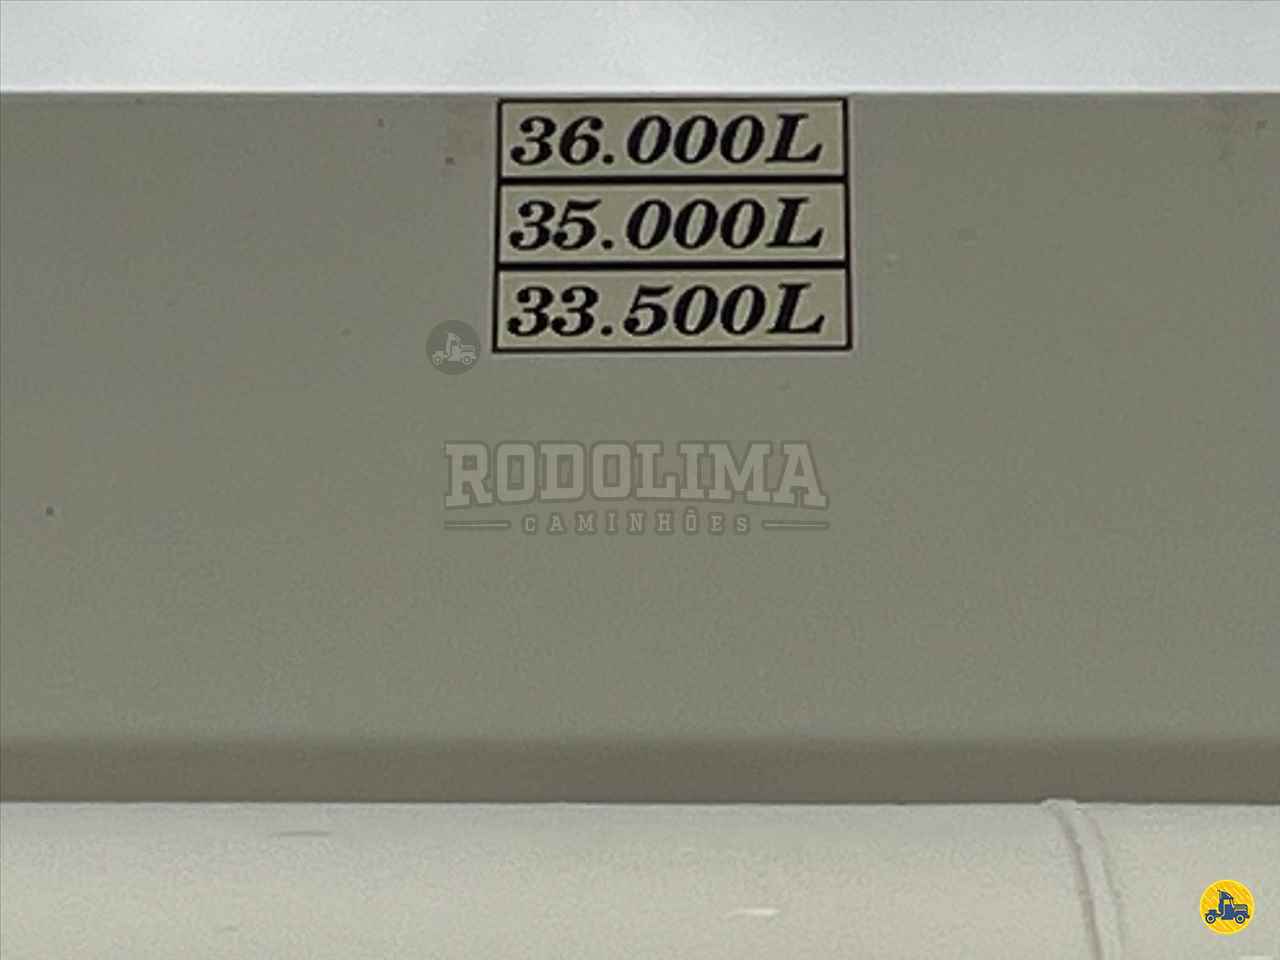 36.000L
35.000L
33.500L
RODOLIMA
CAMINHÕES